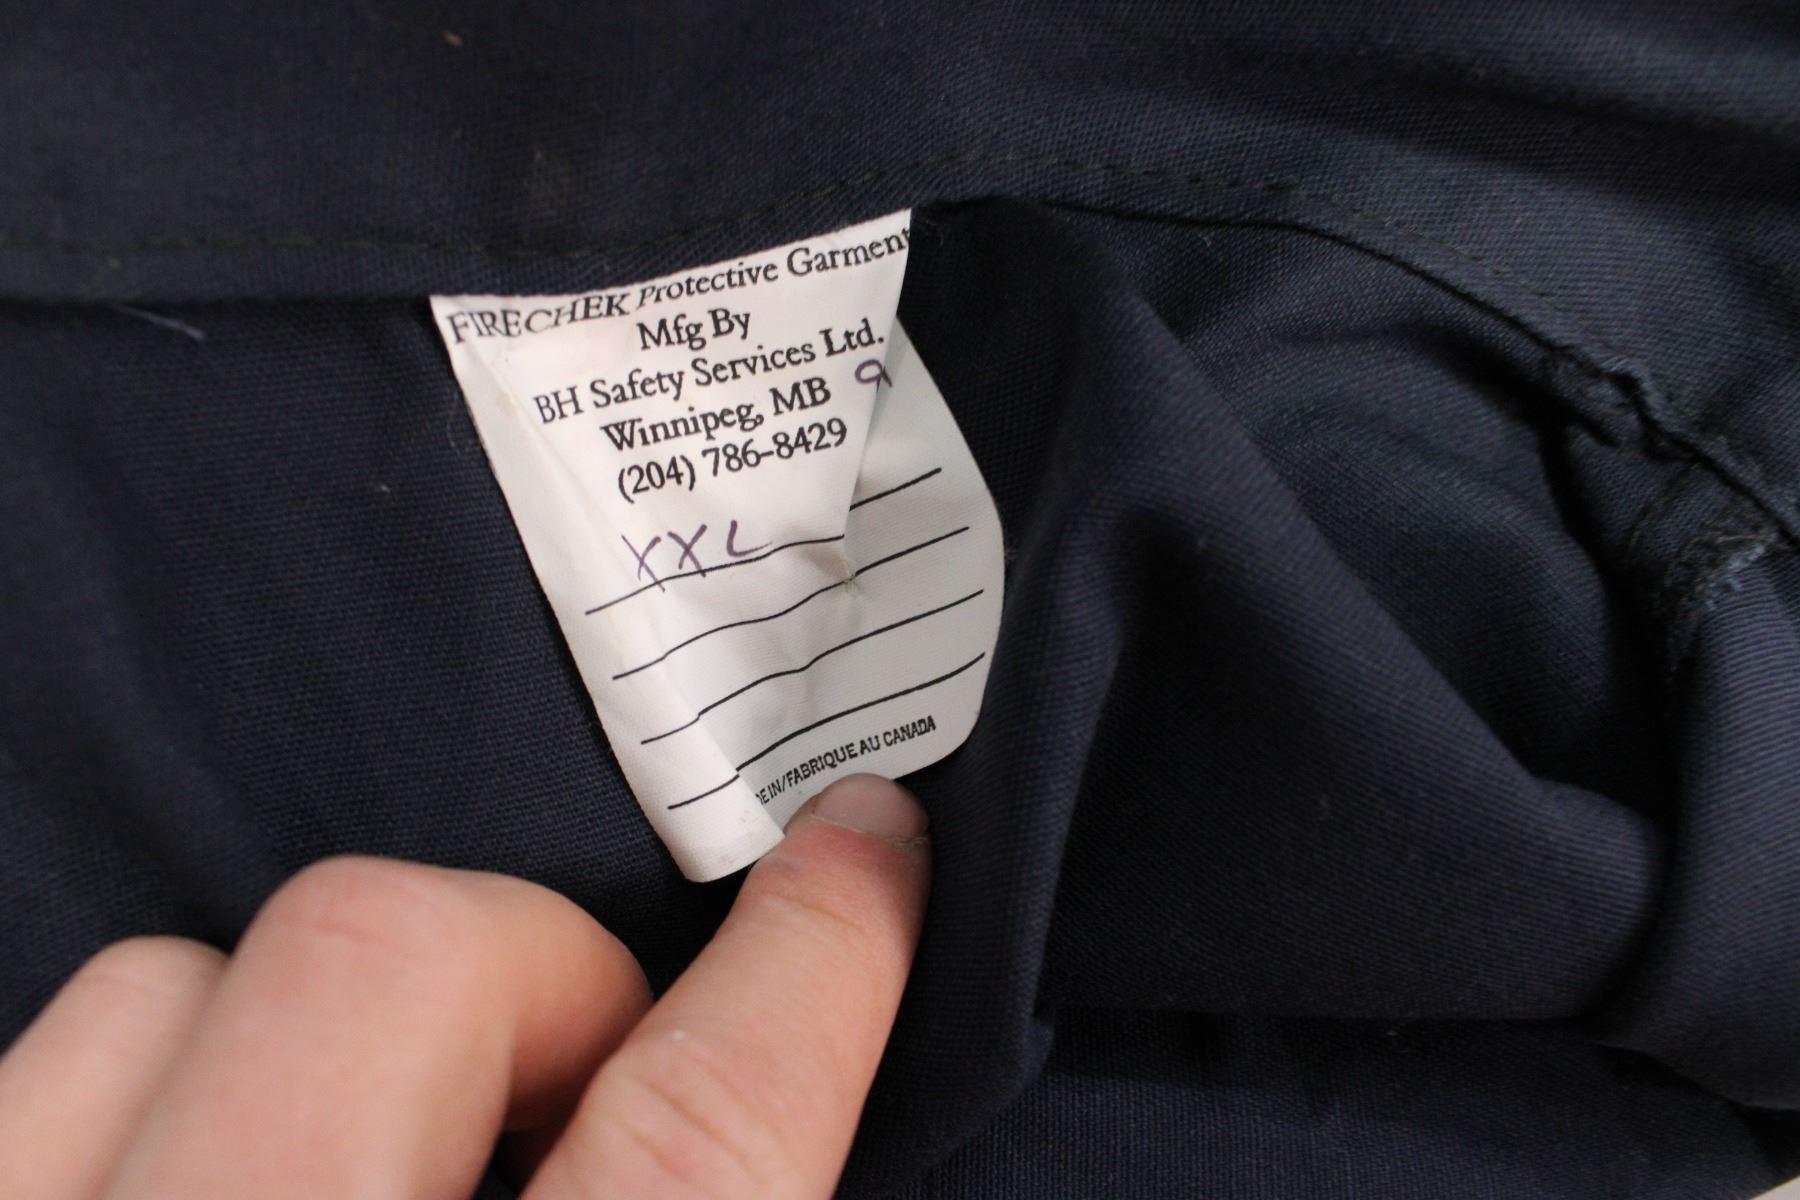 FIRECHEK Protective Garment
Mfg By
BH Safety Services Ltd.
Winnipeg, MB 9
(204) 786-8429
XXL
DE IN/FABRIQUE AU CANADA